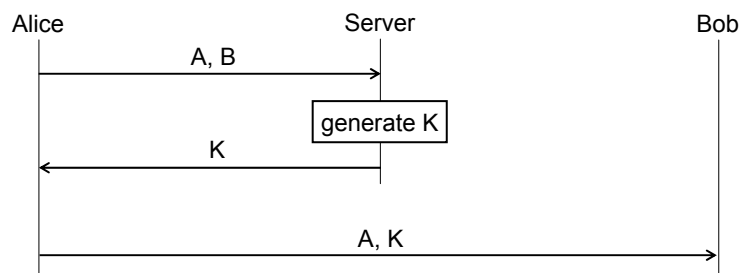 Alice
Server
Bob
A, B
generate K
K
A, K